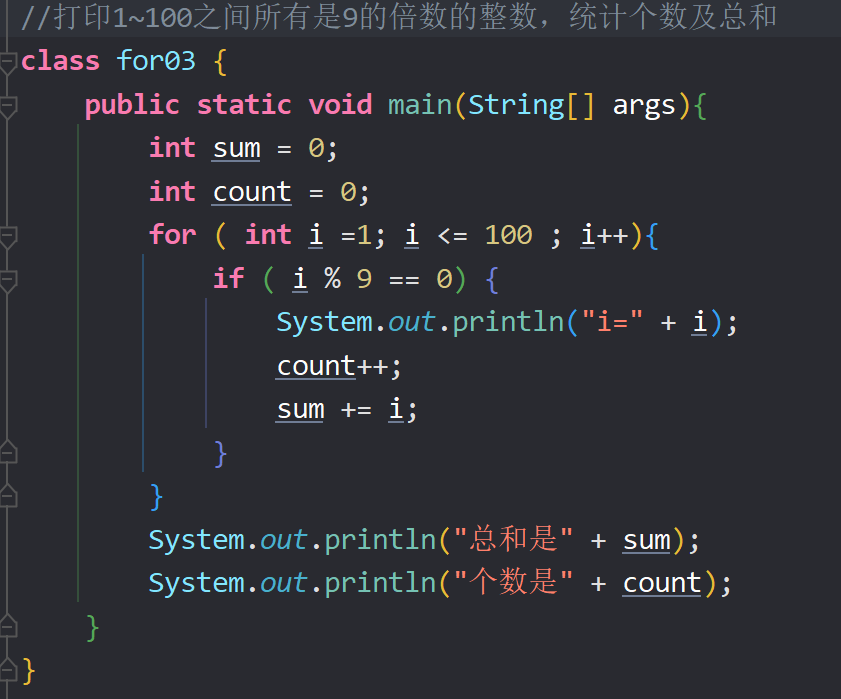 //打印1~100之间所有是9的倍数的整数，统计个数及总和
class for03 {
    public static void main(String[] args){
        int sum = 0;
        int count = 0;
        for ( int i =1; i <= 100 ; i++){
            if ( i % 9 == 0) {
                System.out.println("i=" + i);
                count++;
                sum += i;
            }
        }
        System.out.println("总和是" + sum);
        System.out.println("个数是" + count);
    }
}